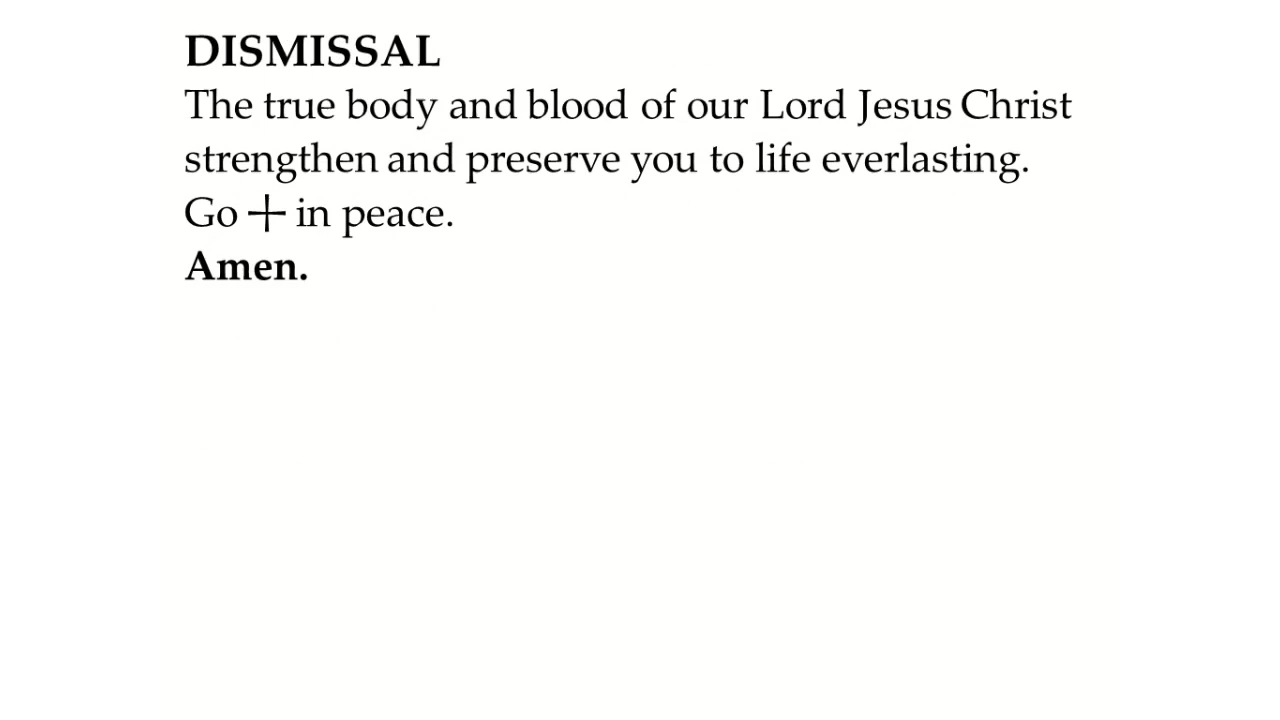 DISMISSAL
The true body and blood of our Lord Jesus Christ
strengthen and preserve you to life everlasting.
Go + in peace.
Amen.